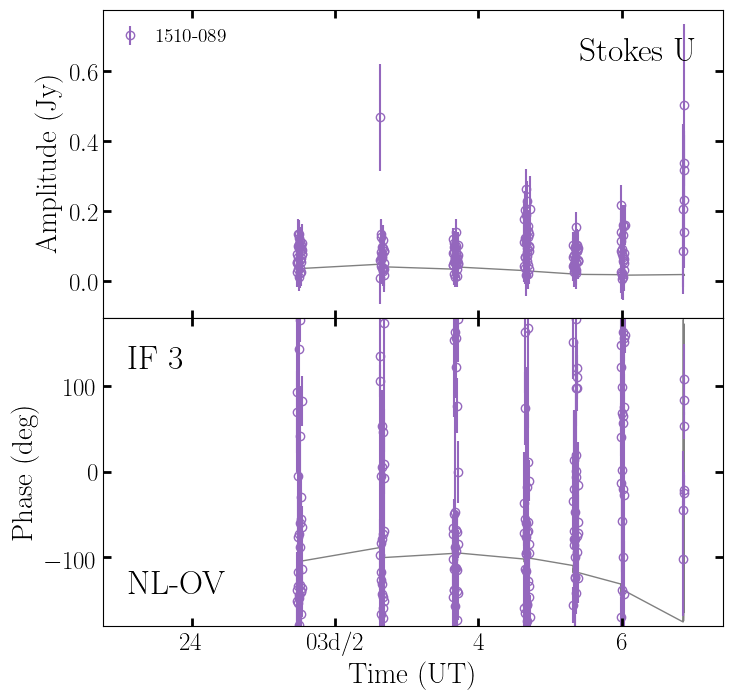 1510-089
Stokes U
Amplitude (Jy)
0.6
0.4
0.2
0.0
IF 3
NL-OV
Phase (deg)
100
0
−100
24
03d/2
4
6
Time (UT)